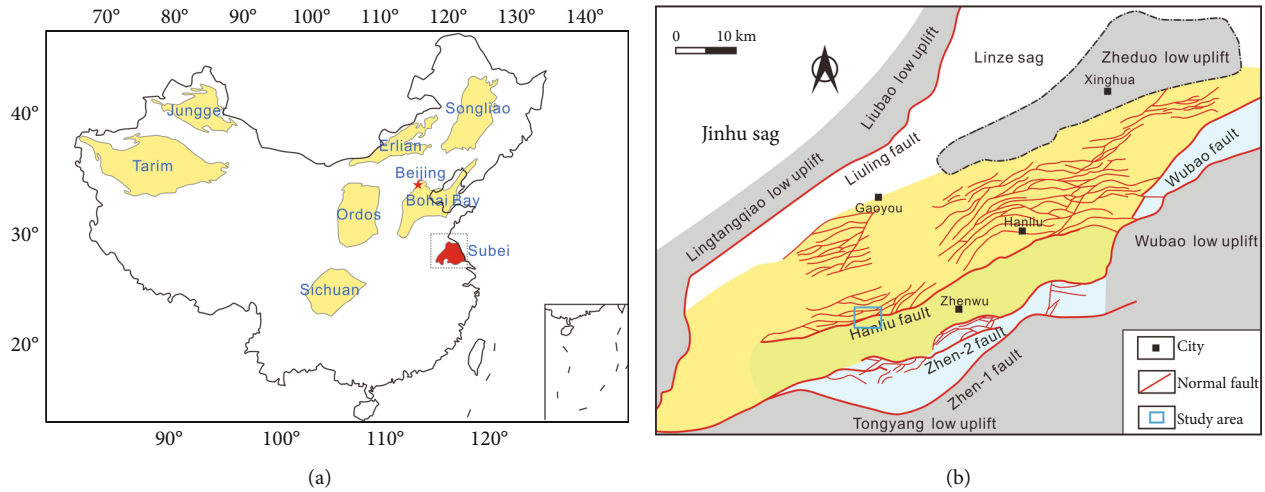 70° 80° 90° 100° 110° 120° 130° 140°
40°
30°
20°
90° 100° 110° 120°
Junggel
Tarim
Songliao
Erlian
Beijing
Bohai Bay
Ordos
Subei
Sichuan
(a)
0 10 km
Jinhu sag
Linze sag
Zheduo low uplift
Xinghua
Liubao low uplift
Lingtangqiao low uplift
Liuling fault
Gaoyou
Wubao fault
Hanliu
Wubao low uplift
Zhenwu
Hanliu fault
Zhen-2 fault
Zhen-1 fault
Tongyang low uplift
City
Normal fault
Study area
(b)